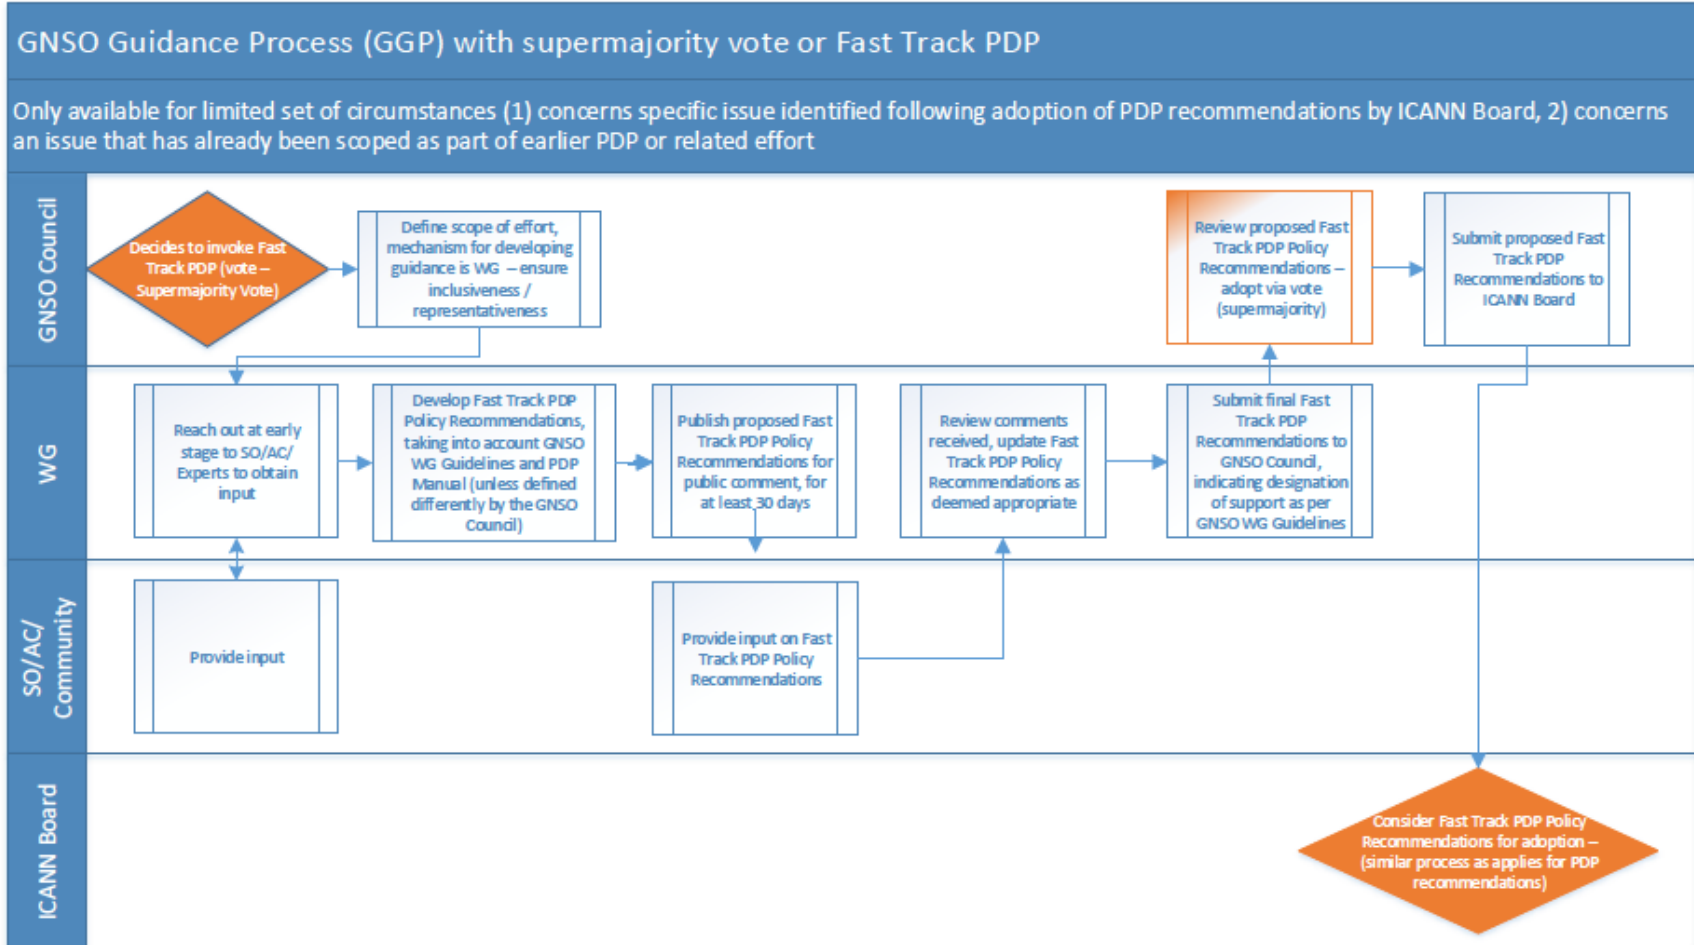 GNSO Guidance Process (GGP) with supermajority vote or Fast Track PDP
Only available for limited set of circumstances (1) concerns specific issue identified following adoption of PDP recommendations by ICANN Board, 2) concerns
an issue that has already been scoped as part of earlier PDP or related effort
GNSO Council
Decides to invoke Fast
Track PDP (vote –
Supermajority Vote)
Define scope of effort,
mechanism for developing
guidance is WG – ensure
inclusiveness /
representativeness
Review proposed Fast
Track PDP Policy
Recommendations –
adopt via vote
(supermajority)
Submit proposed Fast
Track PDP
Recommendations to
ICANN Board
WG
Reach out at early
stage to SO/AC/
Experts to obtain
input
Develop Fast Track PDP
Policy Recommendations,
taking into account GNSO
WG Guidelines and PDP
Manual (unless defined
differently by the GNSO
Council)
Publish proposed Fast
Track PDP Policy
Recommendations for
public comment, for
at least 30 days
Review comments
received, update Fast
Track PDP Policy
Recommendations as
deemed appropriate
Submit final Fast
Track PDP
Recommendations to
GNSO Council,
indicating designation
of support as per
GNSO WG Guidelines
SO/AC/
Community
Provide input
Provide input on Fast
Track PDP Policy
Recommendations
ICANN Board
Consider Fast Track PDP Policy
Recommendations for adoption –
(similar process as applies for PDP
recommendations)